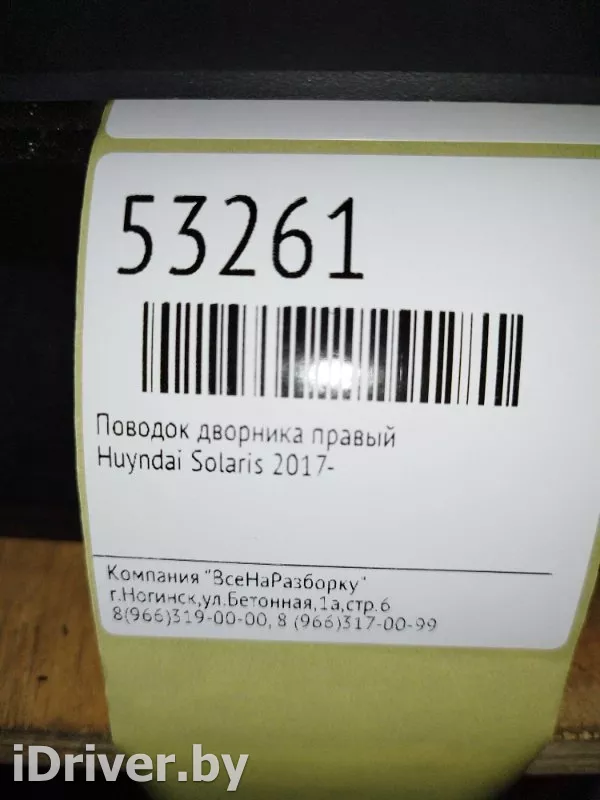 53261
Поводок дворника правый
Huyndai Solaris 2017-
Компания "ВсеНаРазборку"
г.Ногинск,ул.Бетонная,1а,стр.6
8(966)319-00-00, 8 (966)317-00-99
iDriver.by